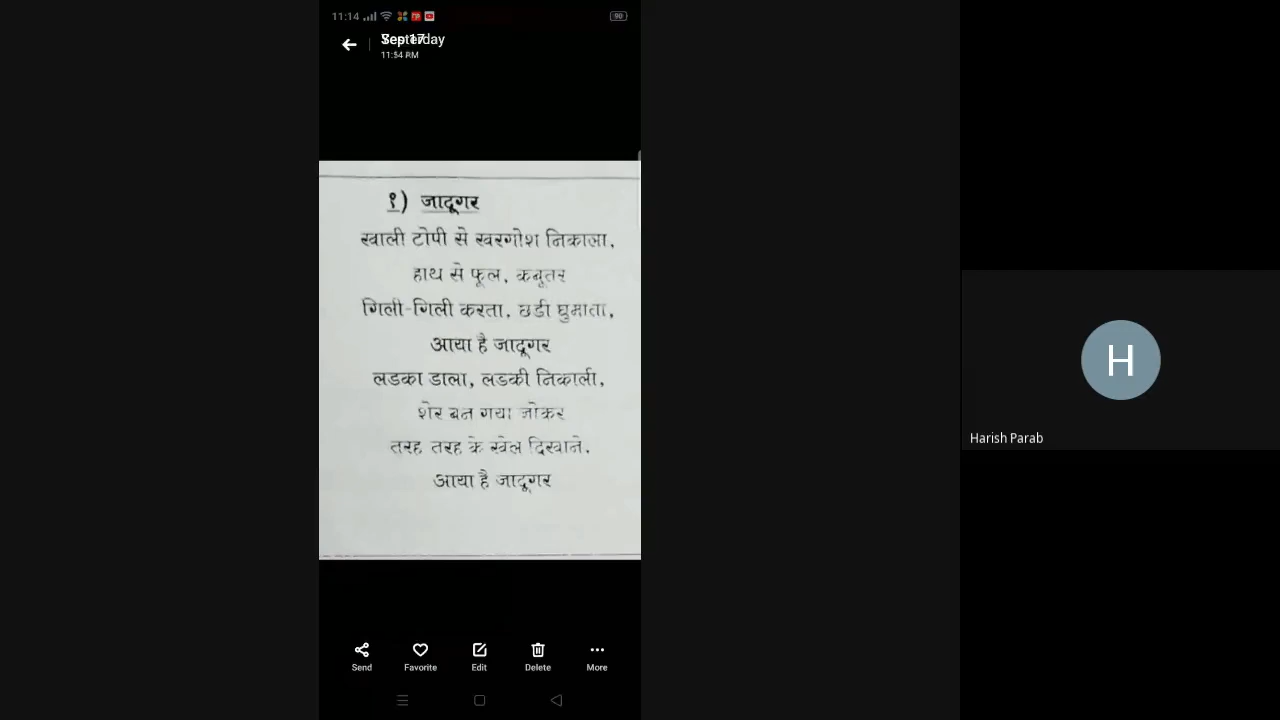 11:14
90
Yesterday
11:54 PM
१) जादूगर
खाली टोपी से खरगोश निकाला,
हाथ से फूल, कबूतर
गिली-गिली करता, छडी घुमाता,
आया है जादूगर
लडका डाला, लडकी निकाली,
शेर बन गया जोकर
तरह तरह के खेल दिखाने,
आया है जादूगर
Send Favorite Edit Delete More
H
Harish Parab